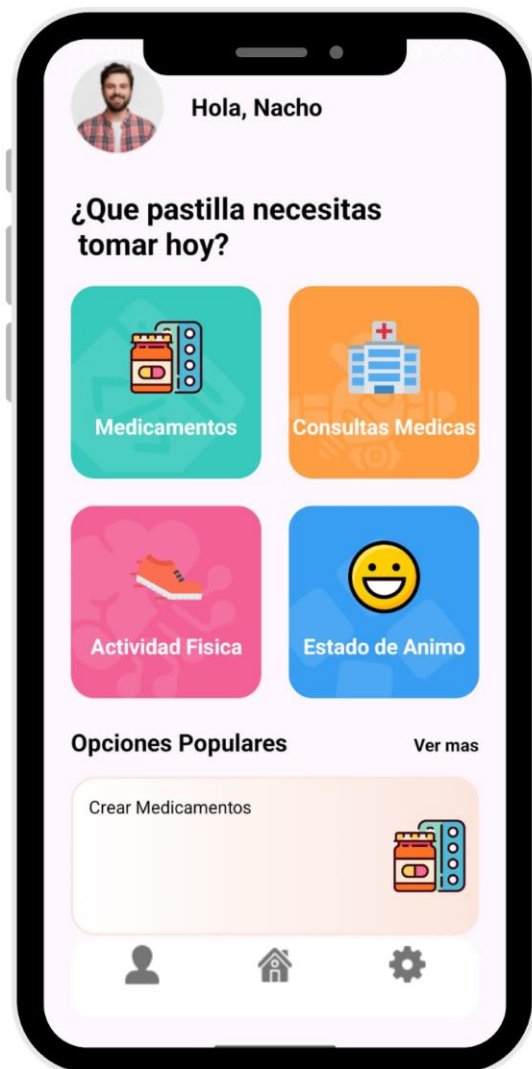 Hola, Nacho
¿Que pastilla necesitas
tomar hoy?
Medicamentos
Consultas Medicas
Actividad Fisica
Estado de Animo
Opciones Populares
Ver mas
Crear Medicamentos